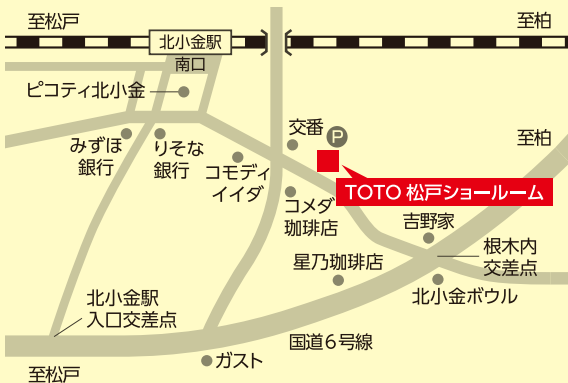 至松戸
至柏
北小金駅
南口
ピコティ北小金
交番
P
至柏
みずほ
銀行
りそな
銀行
コモディ
イイダ
TOTO 松戸ショールーム
コメダ
珈琲店
吉野家
根木内
交差点
星乃珈琲店
北小金ボウル
北小金駅
入口交差点
国道6号線
ガスト
至松戸